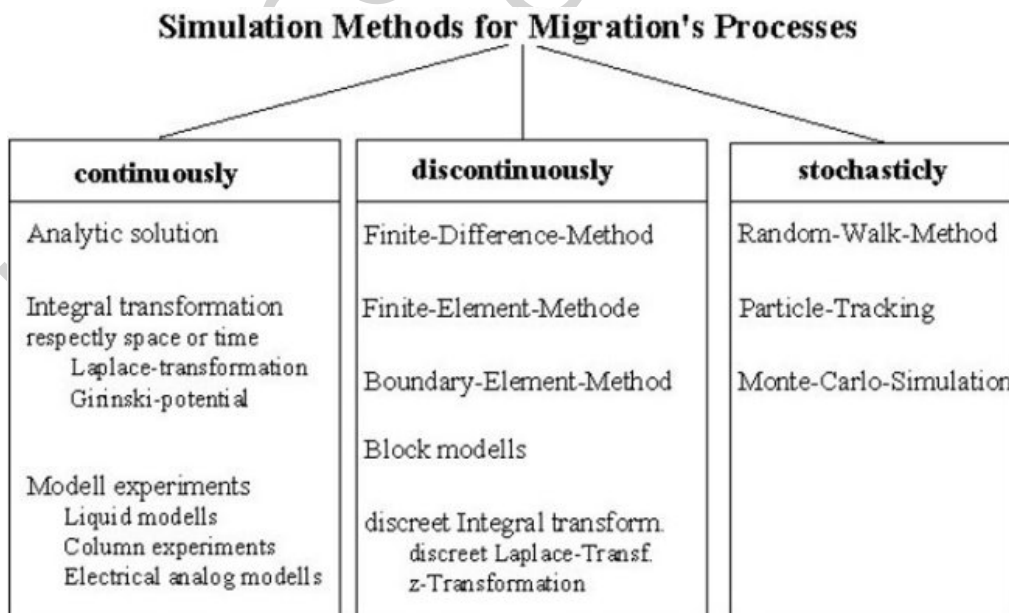 Simulation Methods for Migration's Processes
continuously
Analytic solution
Integral transformation
respectly space or time
Laplace-transformation
Girinski-potential
Modell experiments
Liquid modells
Column experiments
Electrical analog modells
discontinuously
Finite-Difference-Method
Finite-Element-Methode
Boundary-Element-Method
Block modells
discreet Integral transform.
discreet Laplace-Transf.
z-Transformation
stochasticly
Random-Walk-Method
Particle-Tracking
Monte-Carlo-Simulation